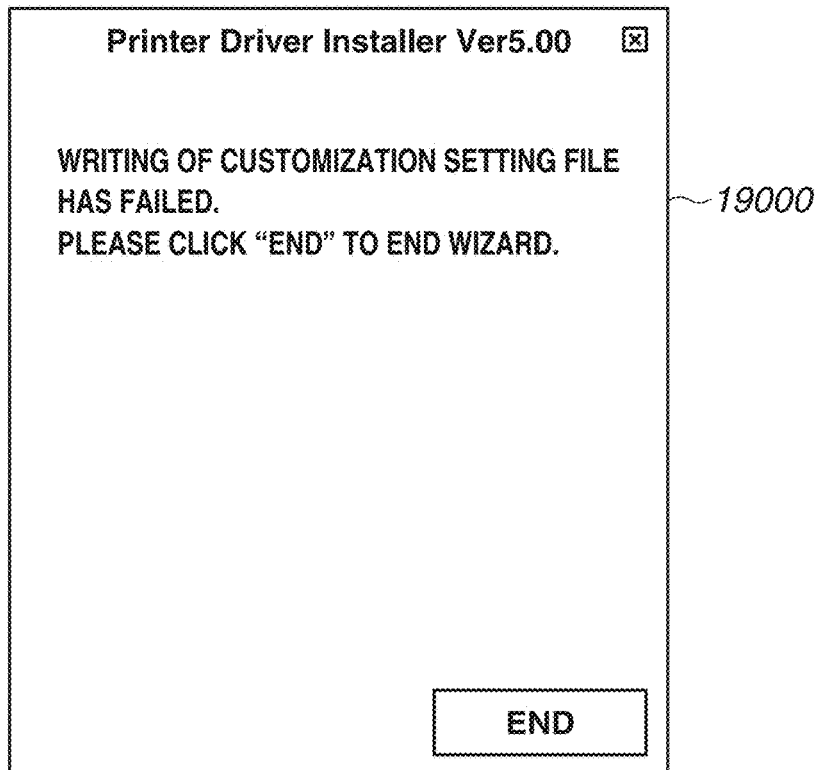 Printer Driver Installer Ver5.00
WRITING OF CUSTOMIZATION SETTING FILE
HAS FAILED.
PLEASE CLICK “END” TO END WIZARD.
19000
END